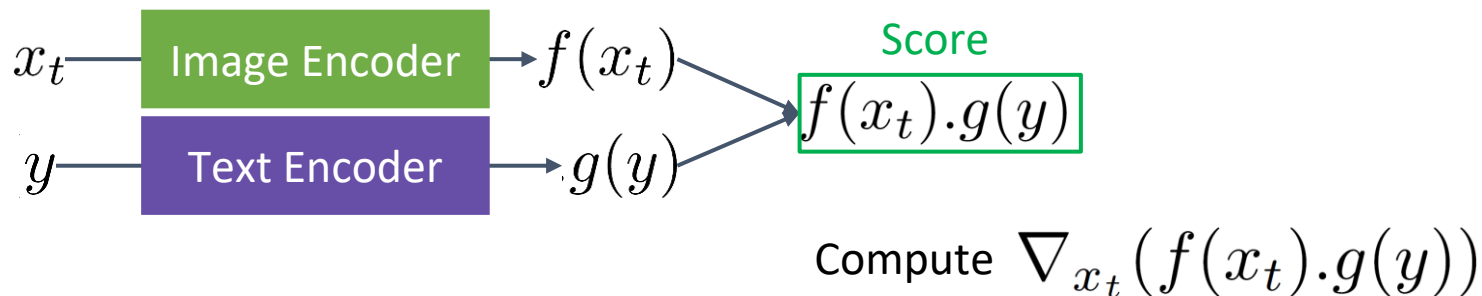 Score
x_t Image Encoder f(x_t) f(x_t).g(y)
y Text Encoder g(y)
Compute ∇_{x_t}(f(x_t).g(y))